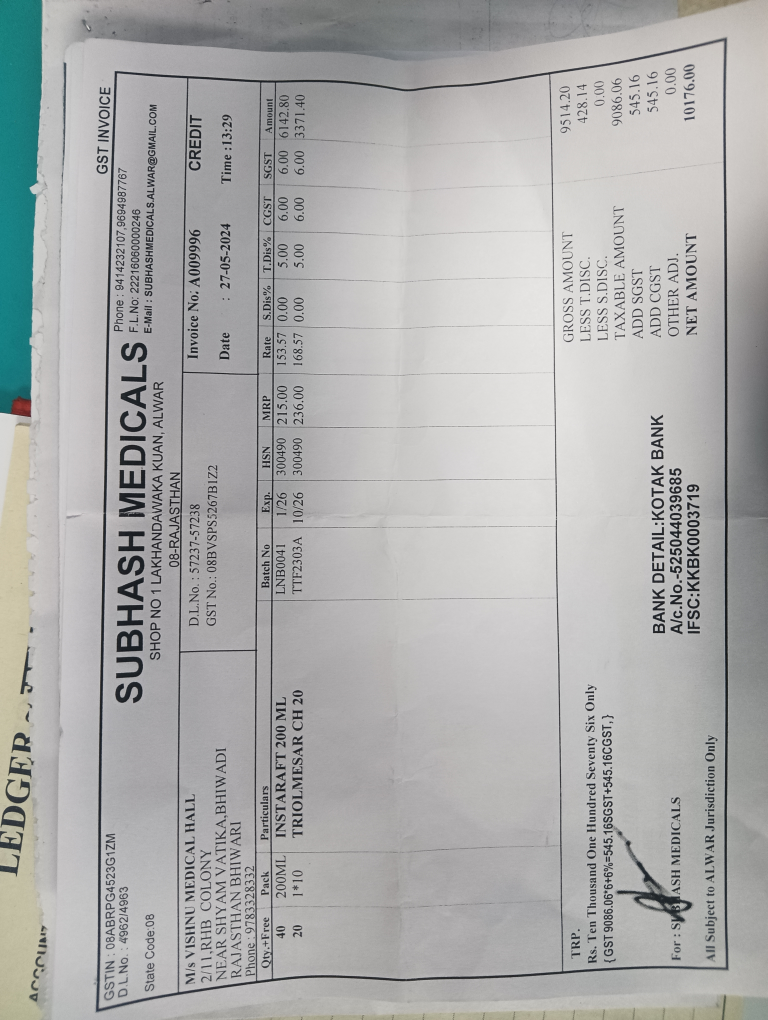 LEDGER
GST INVOICE
GSTIN : 08ABRPG4523G1ZM
D.L.No. : 4962/4963
State Code:08
SUBHASH MEDICALS
SHOP NO 1 LAKHANDAWAKA KUAN, ALWAR
08-RAJASTHAN
Phone : 9414232107,9694987767
F.L.No: 22216060000246
E-Mail : SUBHASHMEDICALS.ALWAR@GMAIL.COM
M/s VISHNU MEDICAL HALL
2/11,RHB COLONY
NEAR SHYAM VATIKA,BHIWADI
RAJASTHAN BHIWARI
Phone :9783328332
D.L.No. : 57237-57238
GST No.: 08BVSPS5267B1Z2
Invoice No: A009996 CREDIT
Date : 27-05-2024 Time :13:29
Qty.+Free Pack Particulars Batch No Exp. HSN MRP Rate S.Dis% T.Dis% CGST SGST Amount
40 200ML INSTARAFT 200 ML LNB0041 1/26 300490 215.00 153.57 0.00 5.00 6.00 6.00 6142.80
20 1*10 TRIOLMESAR CH 20 TTF2303A 10/26 300490 236.00 168.57 0.00 5.00 6.00 6.00 3371.40
TRP.
Rs. Ten Thousand One Hundred Seventy Six Only
{GST9086.06*6+6%=545.16SGST+545.16CGST,}
For : SUBHASH MEDICALS
All Subject to ALWAR Jurisdiction Only
BANK DETAIL:KOTAK BANK
A/c.No.-525044039685
IFSC:KKBK0003719
GROSS AMOUNT 9514.20
LESS T.DISC. 428.14
LESS S.DISC. 0.00
TAXABLE AMOUNT 9086.06
ADD SGST 545.16
ADD CGST 545.16
OTHER ADJ. 0.00
NET AMOUNT 10176.00